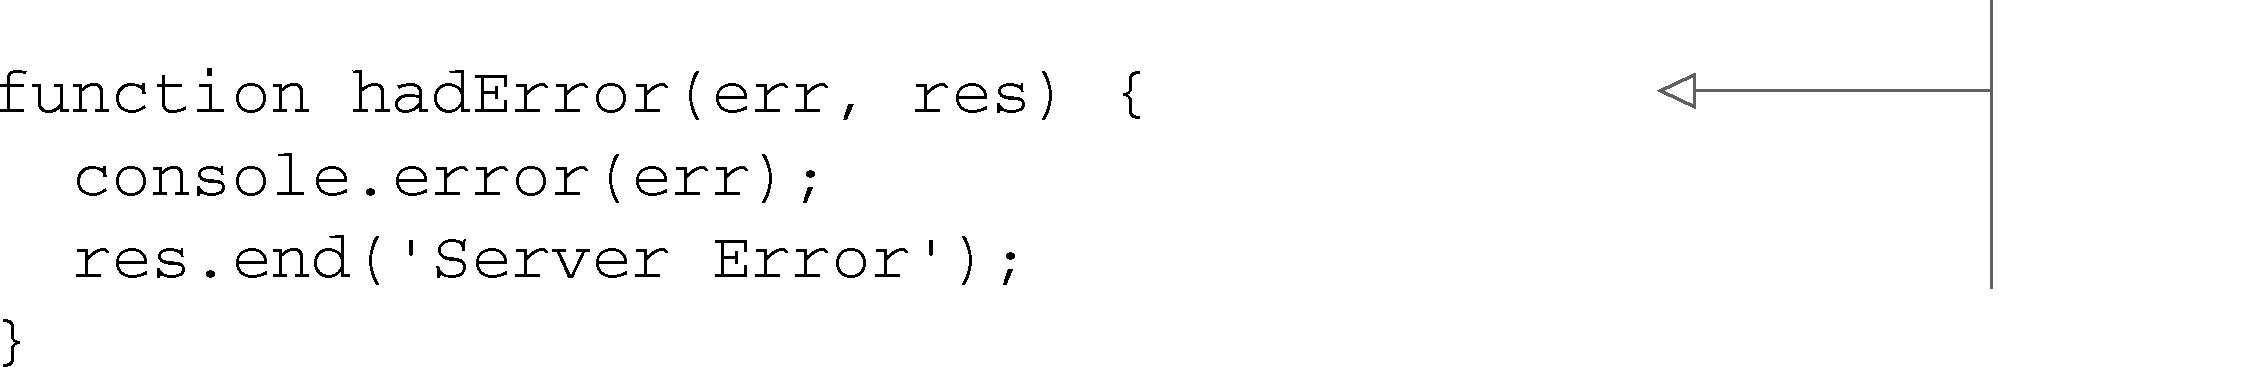 function hadError(err, res) {
  console.error(err);
  res.end('Server Error');
}